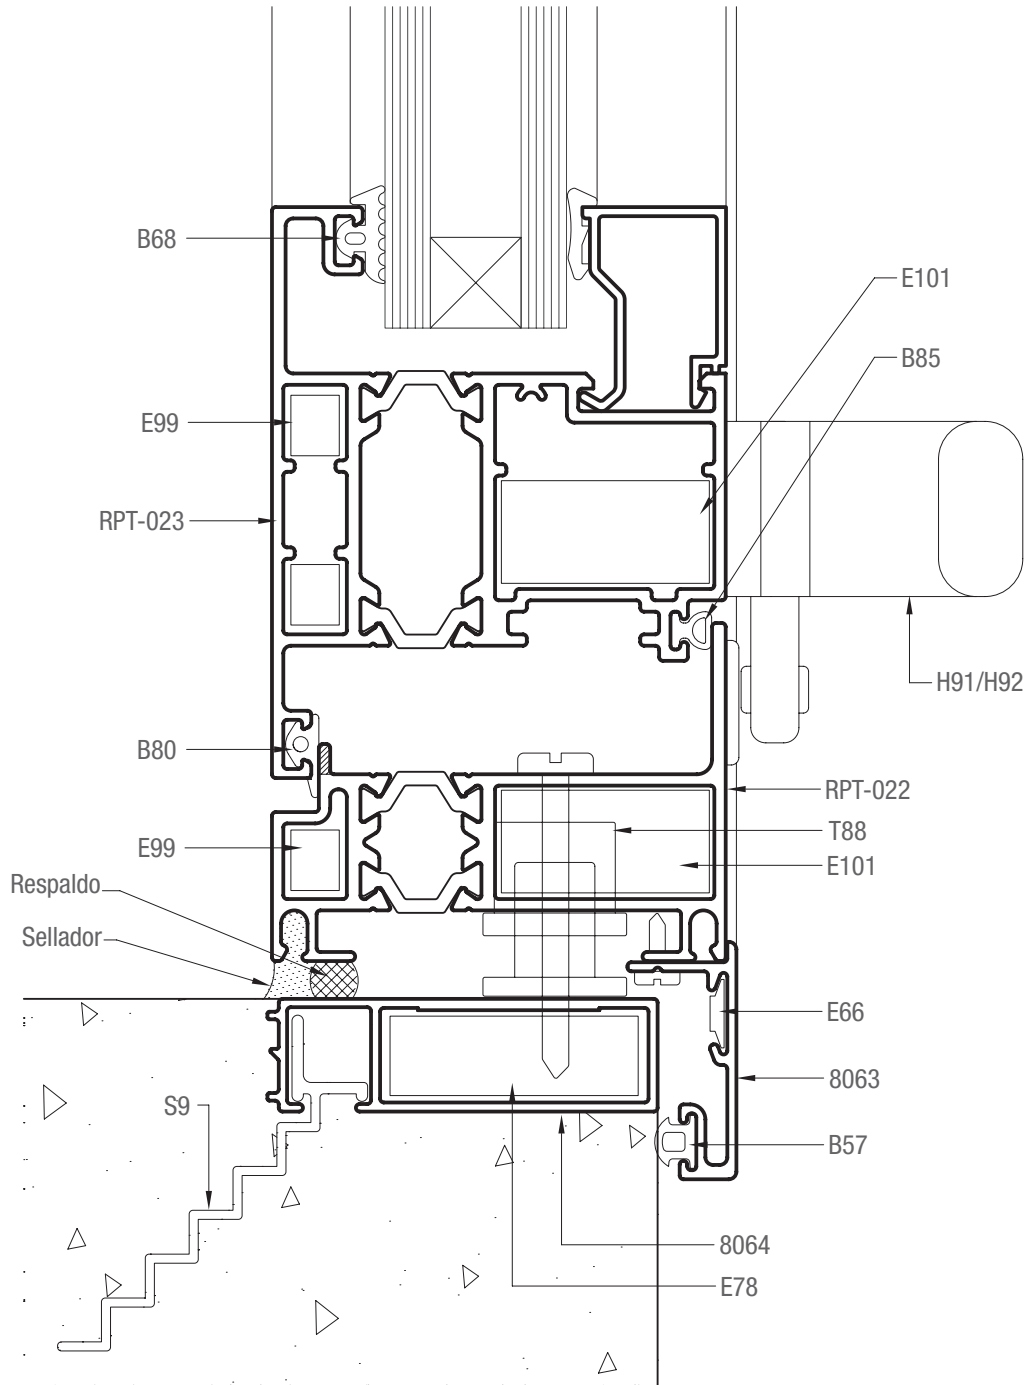 B68
E101
B85
E99
RPT-023
H91/H92
B80
RPT-022
T88
E99
E101
Respaldo
Sellador
E66
8063
S9
B57
8064
E78